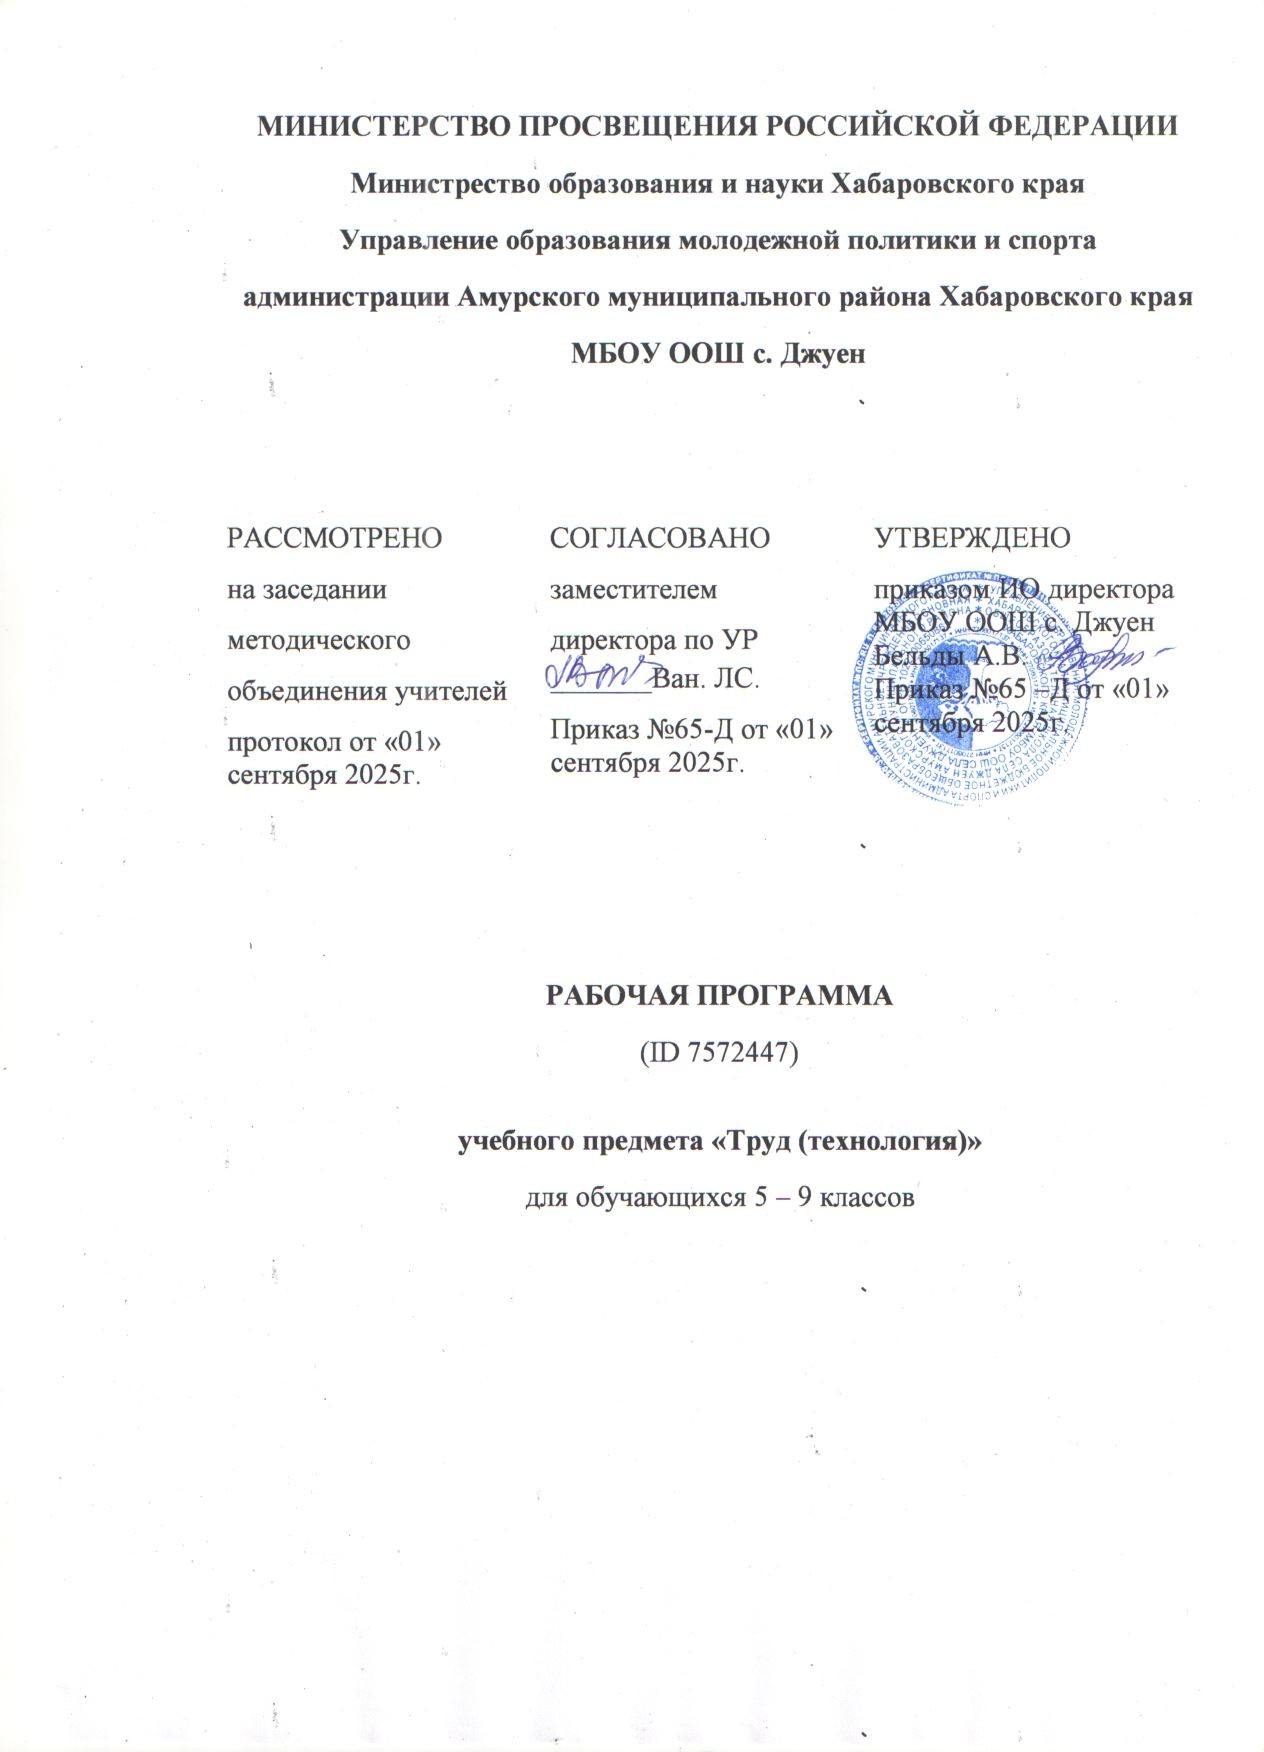 МИНИСТЕРСТВО ПРОСВЕЩЕНИЯ РОССИЙСКОЙ ФЕДЕРАЦИИ
Министрество образования и науки Хабаровского края
Управление образования молодежной политики и спорта
администрации Амурского муниципального района Хабаровского края
МБОУ ООШ с. Джуен
РАССМОТРЕНО
на заседании
методического
объединения учителей
протокол от «01»
сентября 2025г.
СОГЛАСОВАНО
заместителем
директора по УР
Ван. ЛС.
Приказ №65-Д от «01»
сентября 2025г.
УТВЕРЖДЕНО
приказом ИО директора
МБОУ ООШ с. Джуен
Бельды А.В.
Приказ №65 –Д от «01»
сентября 2025г.
РАБОЧАЯ ПРОГРАММА
(ID 7572447)
учебного предмета «Труд (технология)»
для обучающихся 5 – 9 классов